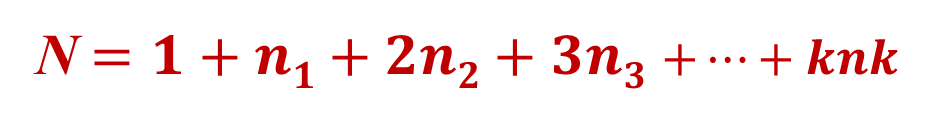 N = 1 + n₁ + 2n₂ + 3n₃ + ⋯ + knk